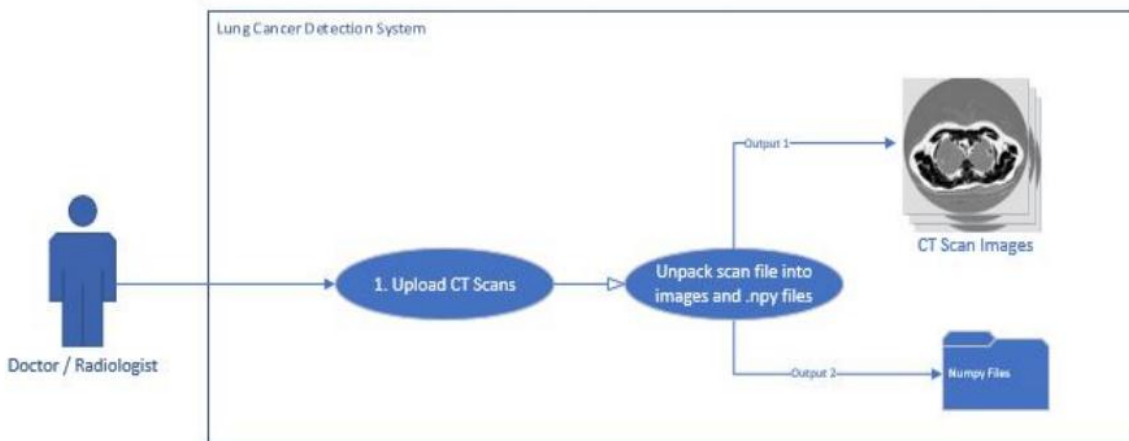 Lung Cancer Detection System
Output 1
CT Scan Images
1. Upload CT Scans
Unpack scan file into
images and .npy files
Doctor / Radiologist
Output 2
Numpy Files